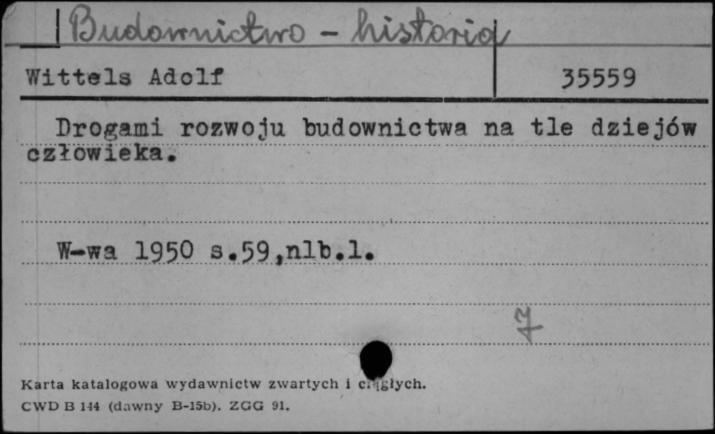 Budownictwo - historia
Wittels Adolf 35559
Drogami rozwoju budownictwa na tle dziejów
człowieka.
W-wa 1950 s.59,nlb.1.
7
Karta katalogowa wydawnictw zwartych i ciągłych.
CWD B 144 (dawny B-15b). ZGG 91.